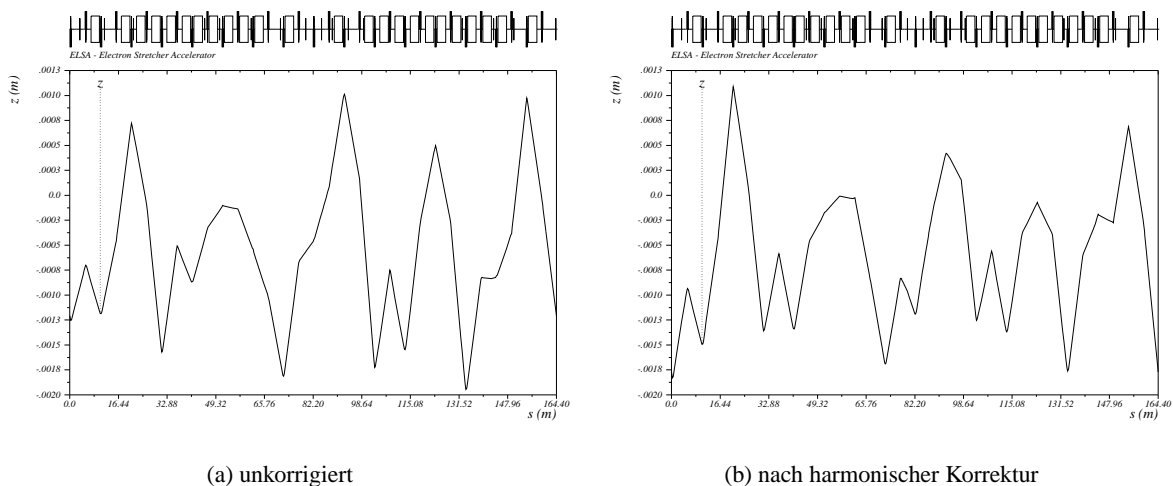 ELSA - Electron Stretcher Accelerator
z (m)
.0013
.0010
.0008
.0005
.0003
0.0
-.0003
-.0005
-.0008
-.0010
-.0013
-.0018
-.0020
z
0.0 16.44 32.88 49.32 65.76 82.20 98.64 115.08 131.52 147.96 164.40
s (m)
(a) unkorrigiert
ELSA - Electron Stretcher Accelerator
z (m)
.0013
.0010
.0008
.0005
.0003
0.0
-.0003
-.0005
-.0008
-.0010
-.0013
-.0018
-.0020
z
0.0 16.44 32.88 49.32 65.76 82.20 98.64 115.08 131.52 147.96 164.40
s (m)
(b) nach harmonischer Korrektur